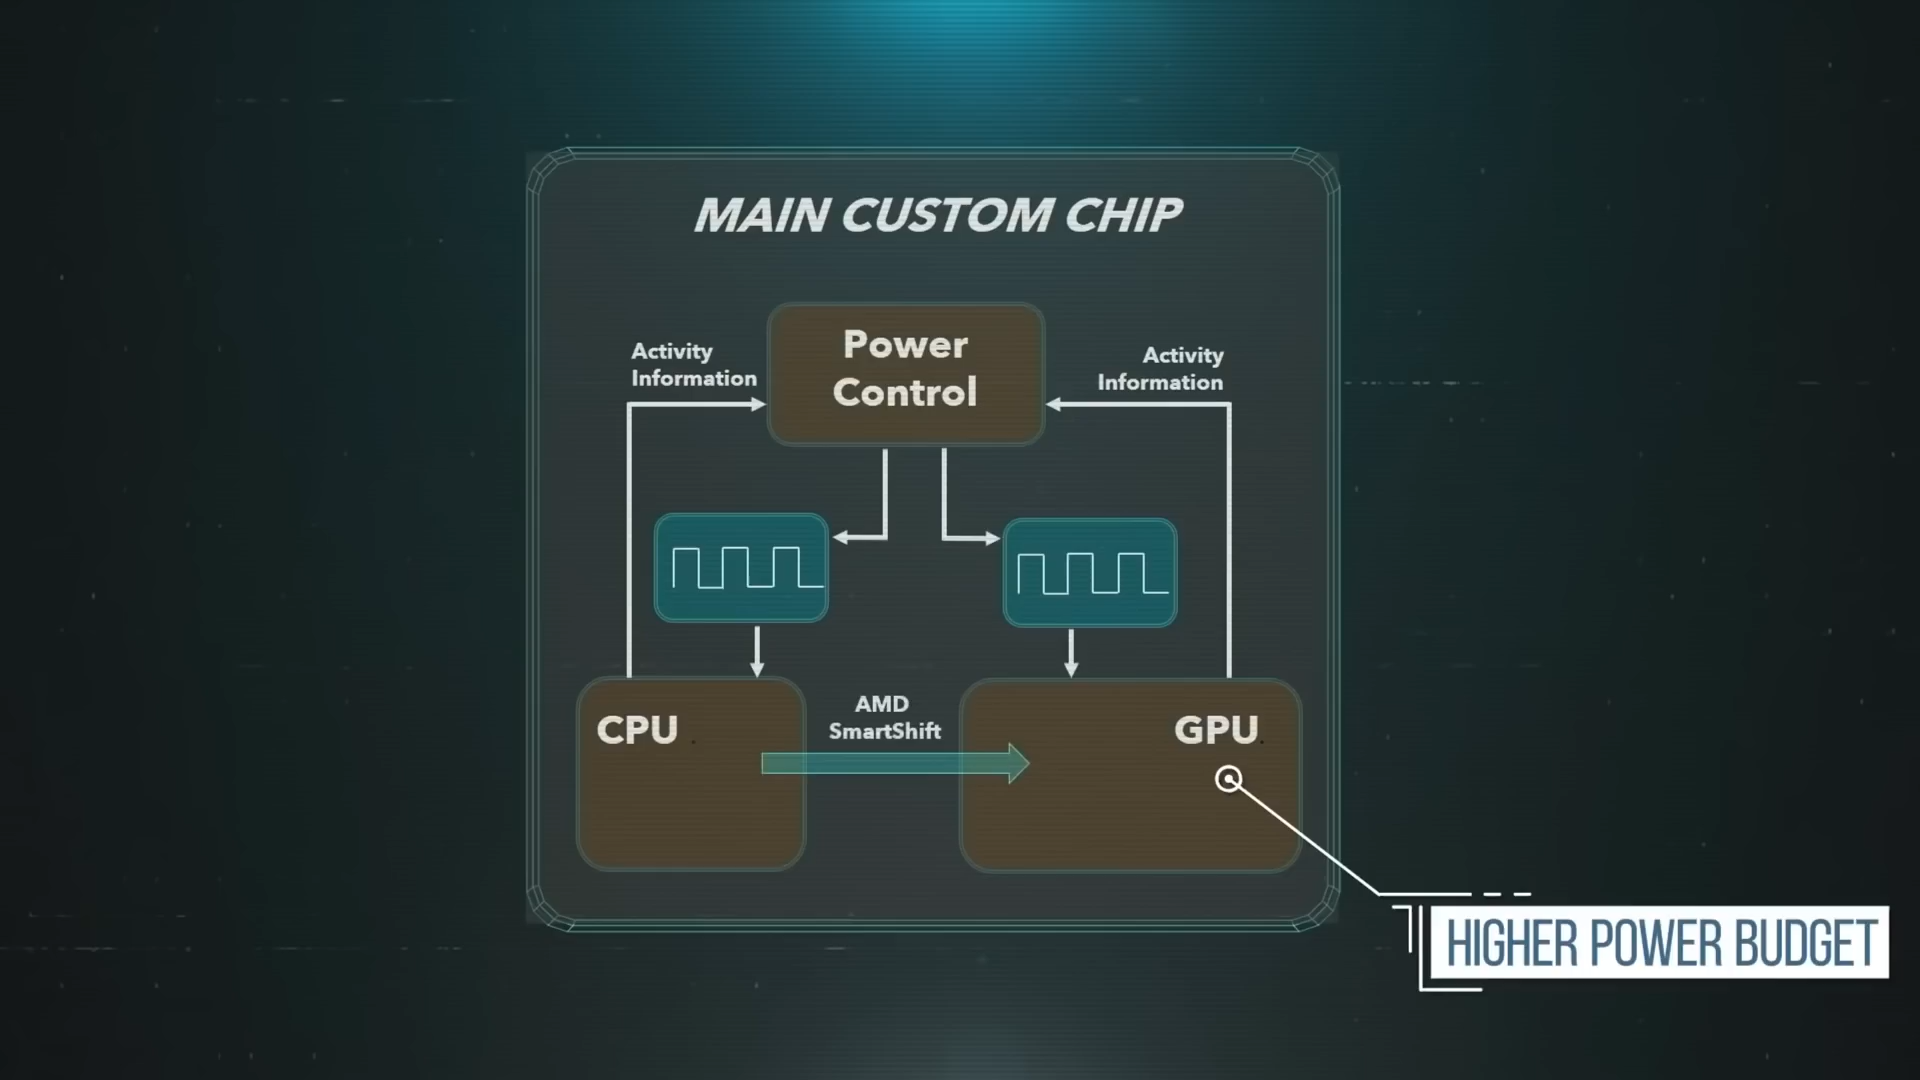 MAIN CUSTOM CHIP
Power
Control
Activity
Information
Activity
Information
CPU
AMD
SmartShift
GPU
HIGHER POWER BUDGET